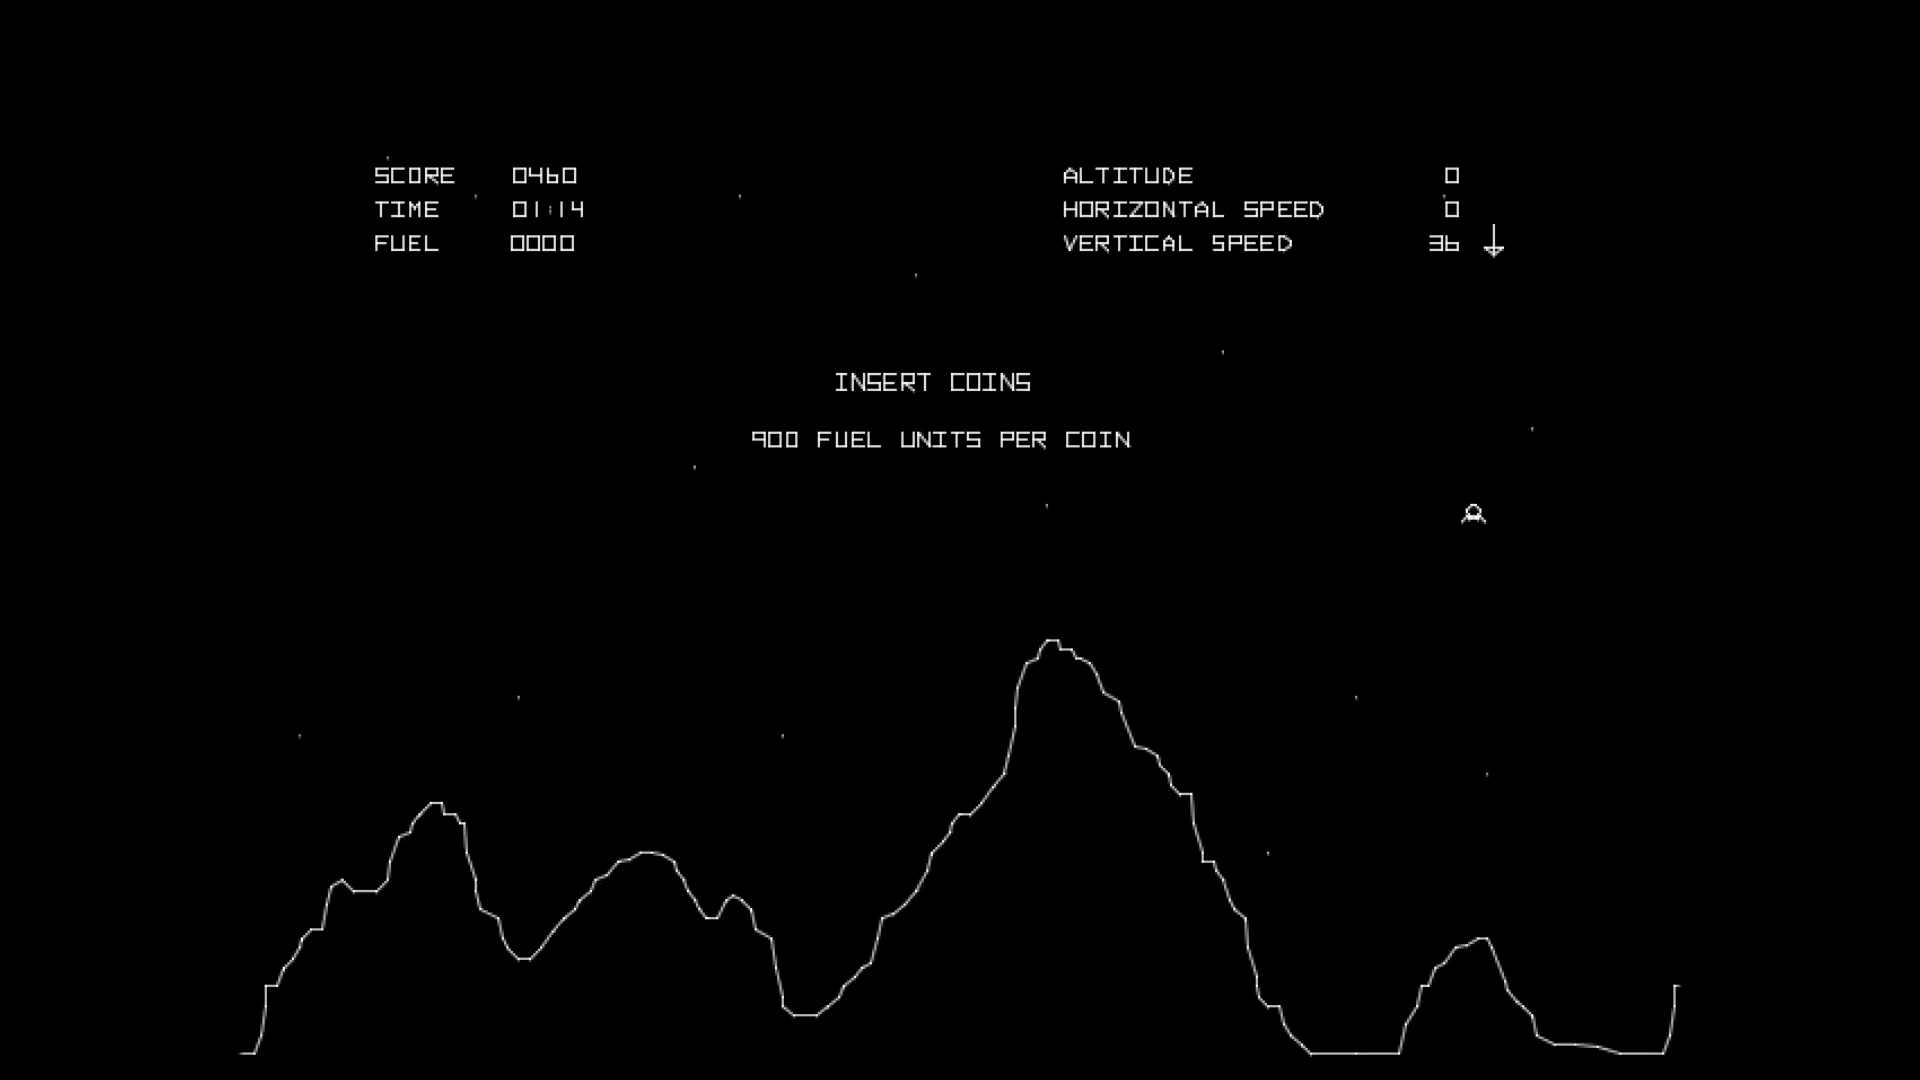 SCORE 0460
TIME 01:14
FUEL 0000
ALTITUDE 0
HORIZONTAL SPEED 0
VERTICAL SPEED 36 ↓
INSERT COINS
900 FUEL UNITS PER COIN